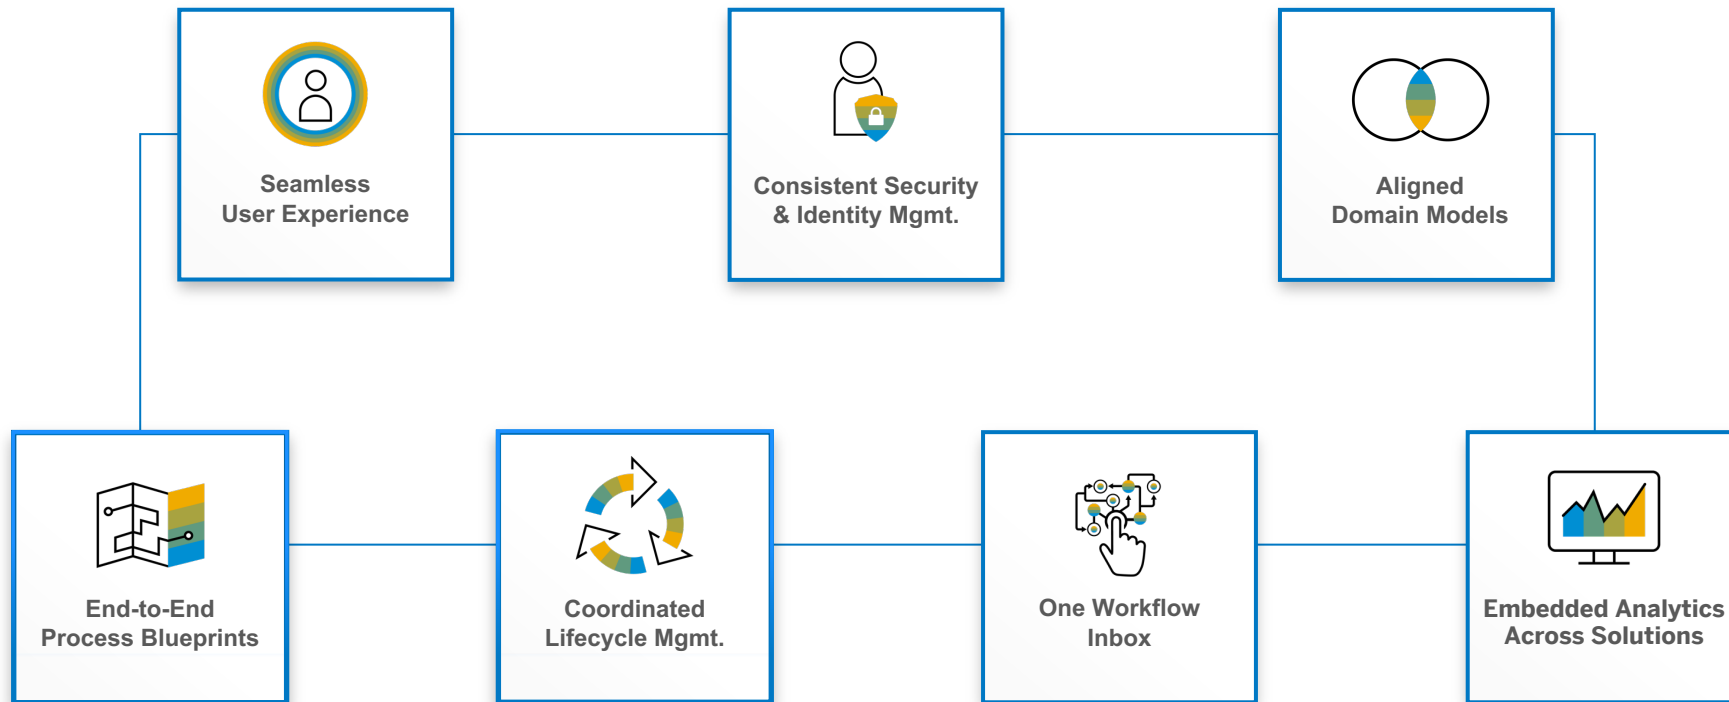 Seamless
User Experience
Consistent Security
& Identity Mgmt.
Aligned
Domain Models
End-to-End
Process Blueprints
Coordinated
Lifecycle Mgmt.
One Workflow
Inbox
Embedded Analytics
Across Solutions